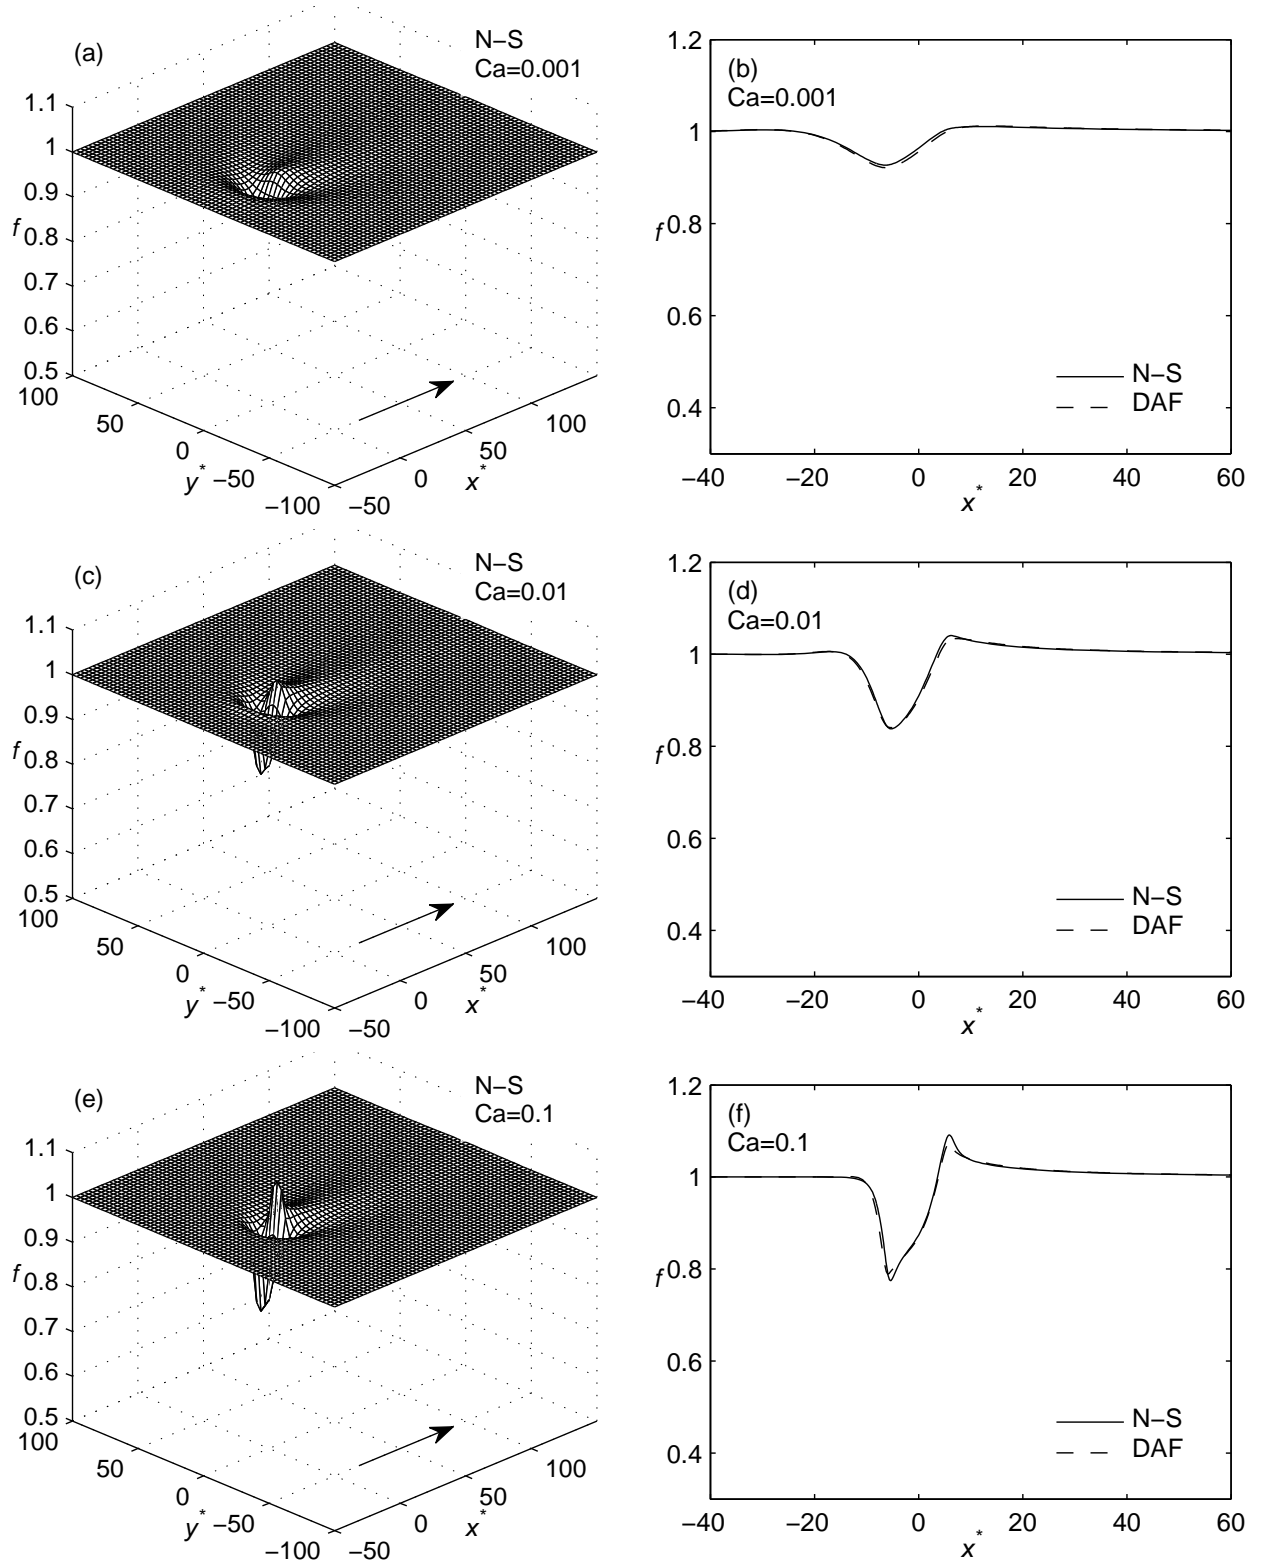 (a)
N−S
Ca=0.001
1.1
1
0.9
f
0.8
0.7
0.6
0.5
100
50
0
y*
−50
−100
−50
0
x*
50
100
(b)
Ca=0.001
1.2
1
f
0.8
0.6
0.4
N−S
DAF
−40
−20
0
20
40
60
x*
(c)
N−S
Ca=0.01
1.1
1
0.9
f
0.8
0.7
0.6
0.5
100
50
0
y*
−50
−100
−50
0
x*
50
100
(d)
Ca=0.01
1.2
1
f
0.8
0.6
0.4
N−S
DAF
−40
−20
0
20
40
60
x*
(e)
N−S
Ca=0.1
1.1
1
0.9
f
0.8
0.7
0.6
0.5
100
50
0
y*
−50
−100
−50
0
x*
50
100
(f)
Ca=0.1
1.2
1
f
0.8
0.6
0.4
N−S
DAF
−40
−20
0
20
40
60
x*